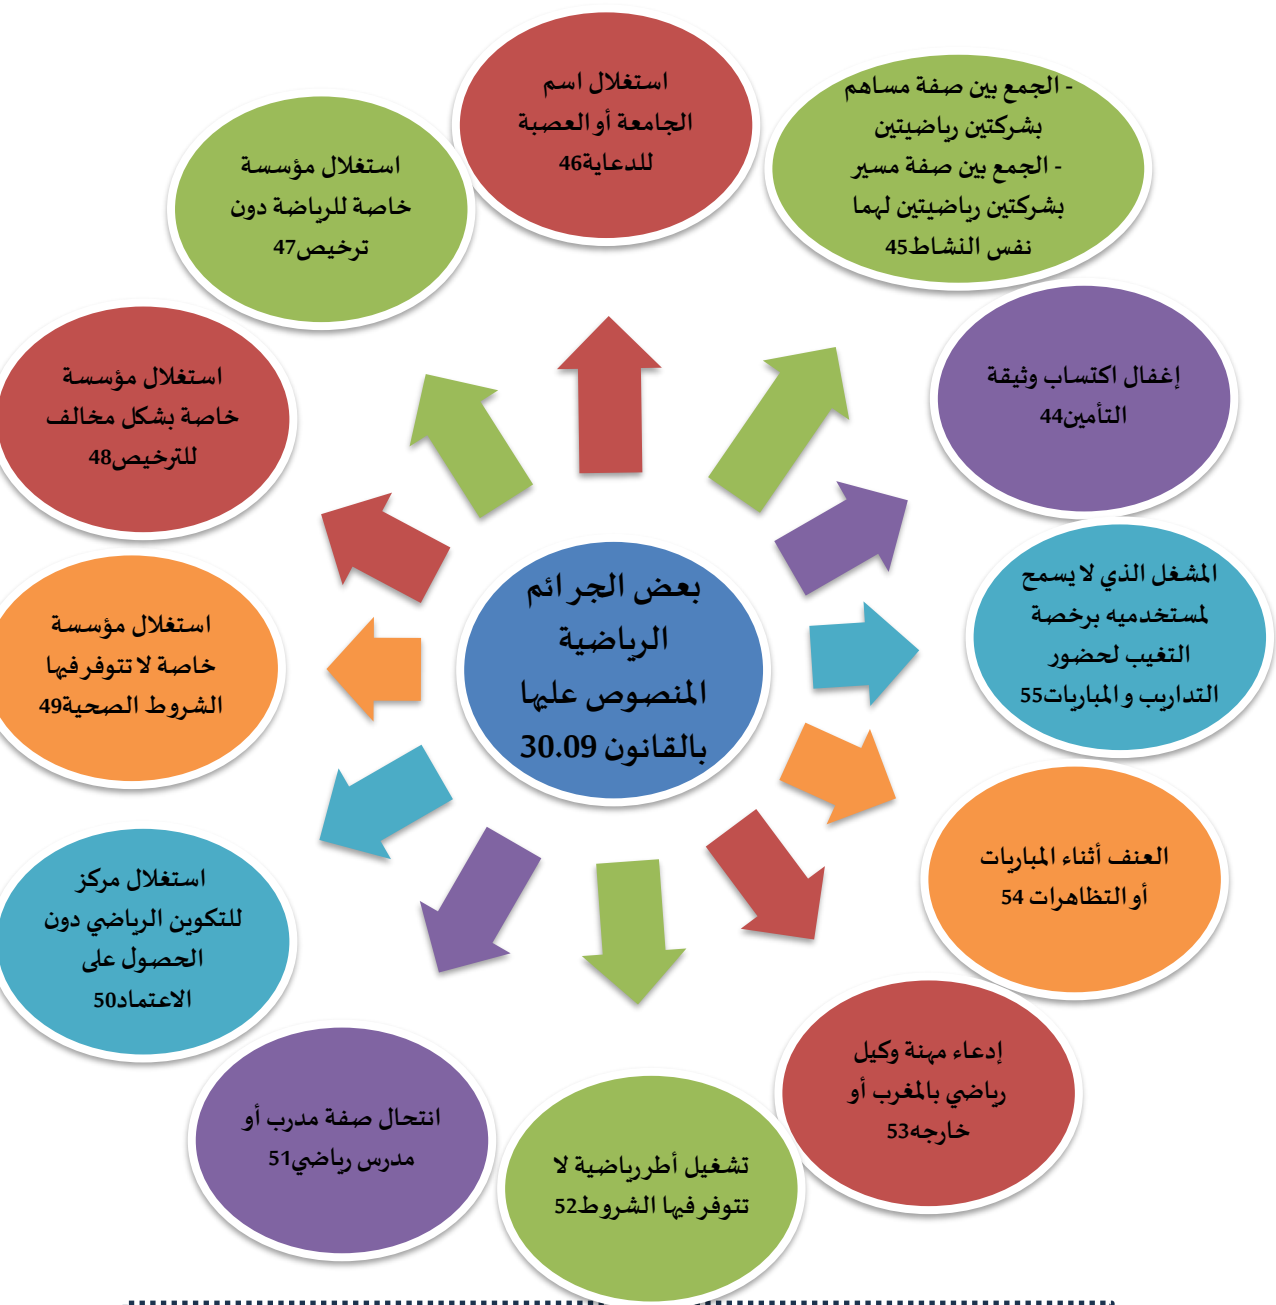 استغلال اسم
الجامعة أو العصبة
للدعاية46
- الجمع بين صفة مساهم
بشركتين رياضيتين
- الجمع بين صفة مسير
بشركتين رياضيتين لهما
نفس النشاط45
إغفال اكتساب وثيقة
التأمين44
المشغل الذي لا يسمح
لمستخدميه برخصة
التغيب لحضور
التداريب و المباريات55
العنف أثناء المباريات
أو التظاهرات 54
إدعاء مهنة وكيل
رياضي بالمغرب أو
خارجه53
تشغيل أطر رياضية لا
تتوفر فيها الشروط52
انتحال صفة مدرب أو
مدرس رياضي51
استغلال مركز
للتكوين الرياضي دون
الحصول على
الاعتماد50
استغلال مؤسسة
خاصة لا تتوفر فيها
الشروط الصحية49
استغلال مؤسسة
خاصة بشكل مخالف
للترخيص48
استغلال مؤسسة
خاصة للرياضة دون
ترخيص47
بعض الجرائم
الرياضية
المنصوص عليها
بالقانون 30.09